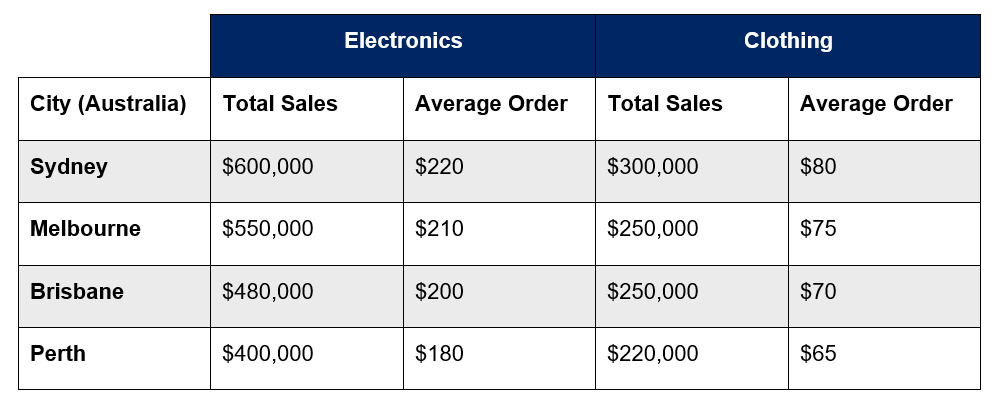 Electronics Clothing
City (Australia) Total Sales Average Order Total Sales Average Order
Sydney $600,000 $220 $300,000 $80
Melbourne $550,000 $210 $250,000 $75
Brisbane $480,000 $200 $250,000 $70
Perth $400,000 $180 $220,000 $65